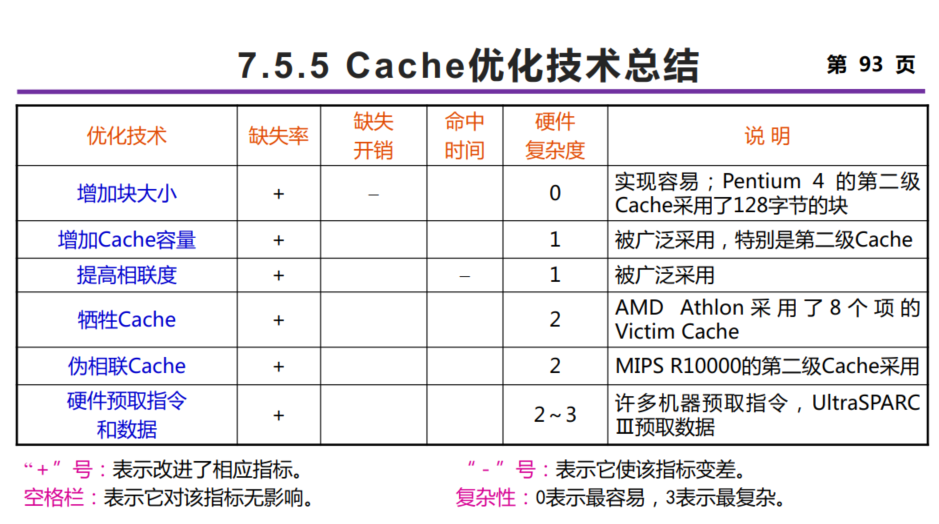 7.5.5 Cache优化技术总结
第 93 页
优化技术 缺失率 缺失开销 命中时间 硬件复杂度 说 明
增加块大小 + – 0 实现容易；Pentium 4 的第二级
Cache采用了128字节的块
增加Cache容量 + 1 被广泛采用，特别是第二级Cache
提高相联度 + – 1 被广泛采用
牺牲Cache + 2 AMD Athlon采用了8个项的
Victim Cache
伪相联Cache + 2 MIPS R10000的第二级Cache采用
硬件预取指令
和数据 + 2~3 许多机器预取指令，UltraSPARC
Ⅲ预取数据
“+”号：表示改进了相应指标。 “-”号：表示它使该指标变差。
空格栏：表示它对该指标无影响。 复杂性：0表示最容易，3表示最复杂。